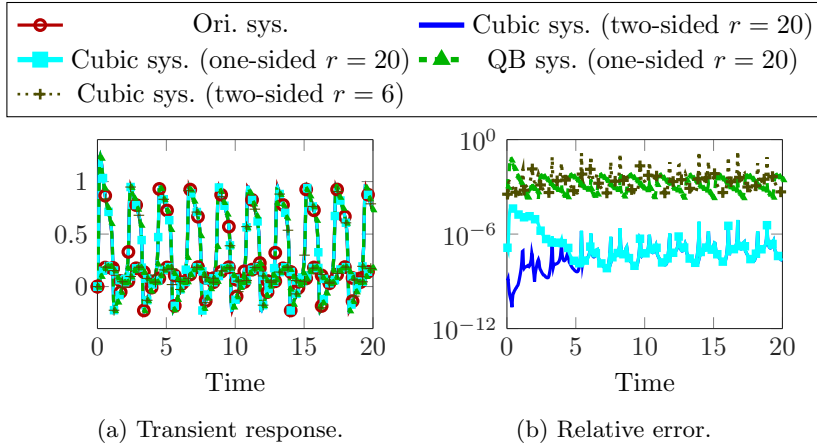 Ori. sys.
Cubic sys. (two-sided r = 20)
Cubic sys. (one-sided r = 20)
QB sys. (one-sided r = 20)
Cubic sys. (two-sided r = 6)
1
0.5
0
0 5 10 15 20
Time
(a) Transient response.
10^0
10^−6
10^−12
0 5 10 15 20
Time
(b) Relative error.